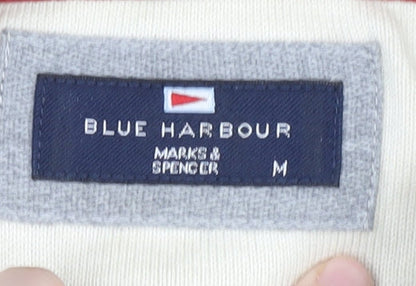 BLUE HARBOUR
MARKS &
SPENCER M